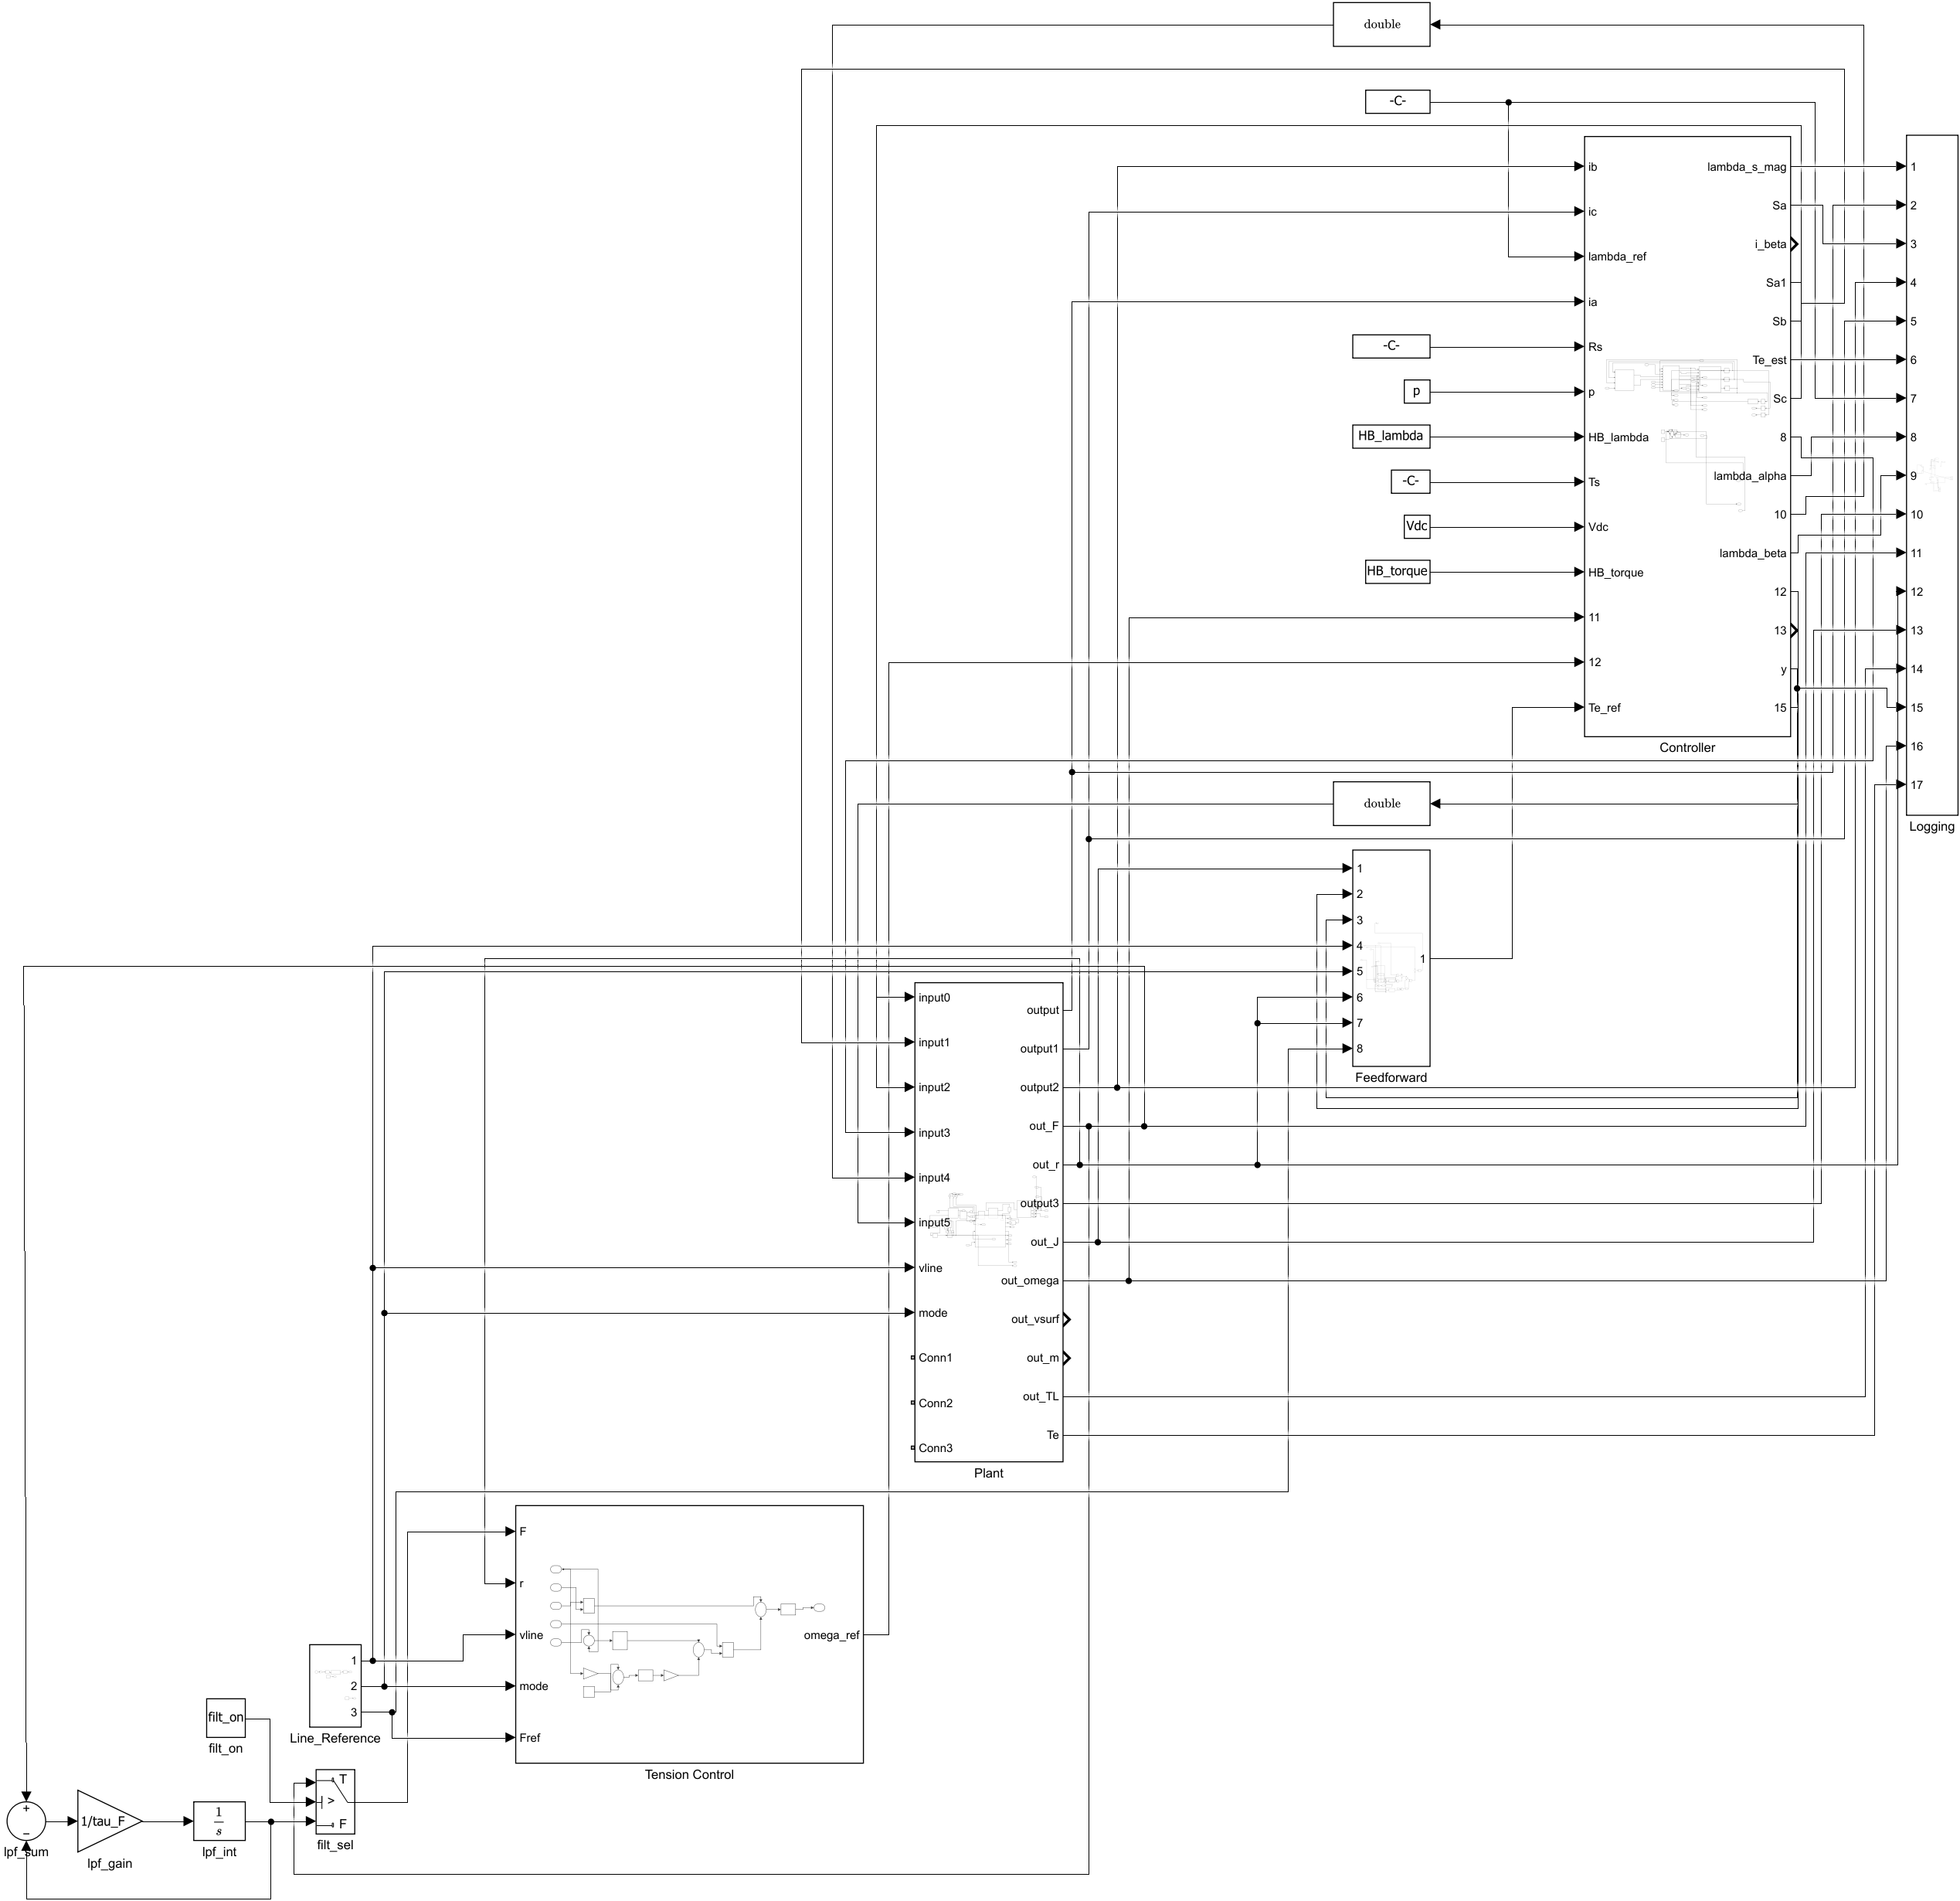 double
-C-
ib
ic
lambda_ref
ia
Rs
p
HB_lambda
Ts
Vdc
HB_torque
11
12
Te_ref
lambda_s_mag
Sa
i_beta
Sa1
Sb
Te_est
Sc
8
lambda_alpha
10
lambda_beta
12
13
y
15
Controller
-C-
p
HB_lambda
-C-
Vdc
HB_torque
1
2
3
4
5
6
7
8
9
10
11
12
13
14
15
16
17
Logging
double
1
2
3
4
5
6
7
8
1
Feedforward
input0
input1
input2
input3
input4
input5
vline
mode
Conn1
Conn2
Conn3
output
output1
output2
out_F
out_r
output3
out_J
out_omega
out_vsurf
out_m
out_TL
Te
Plant
F
r
vline
mode
Fref
omega_ref
Tension Control
1
2
3
Line_Reference
filt_on
filt_on
T
>
F
filt_sel
+
−
lpf_sum
1/tau_F
lpf_gain
1
s
lpf_int